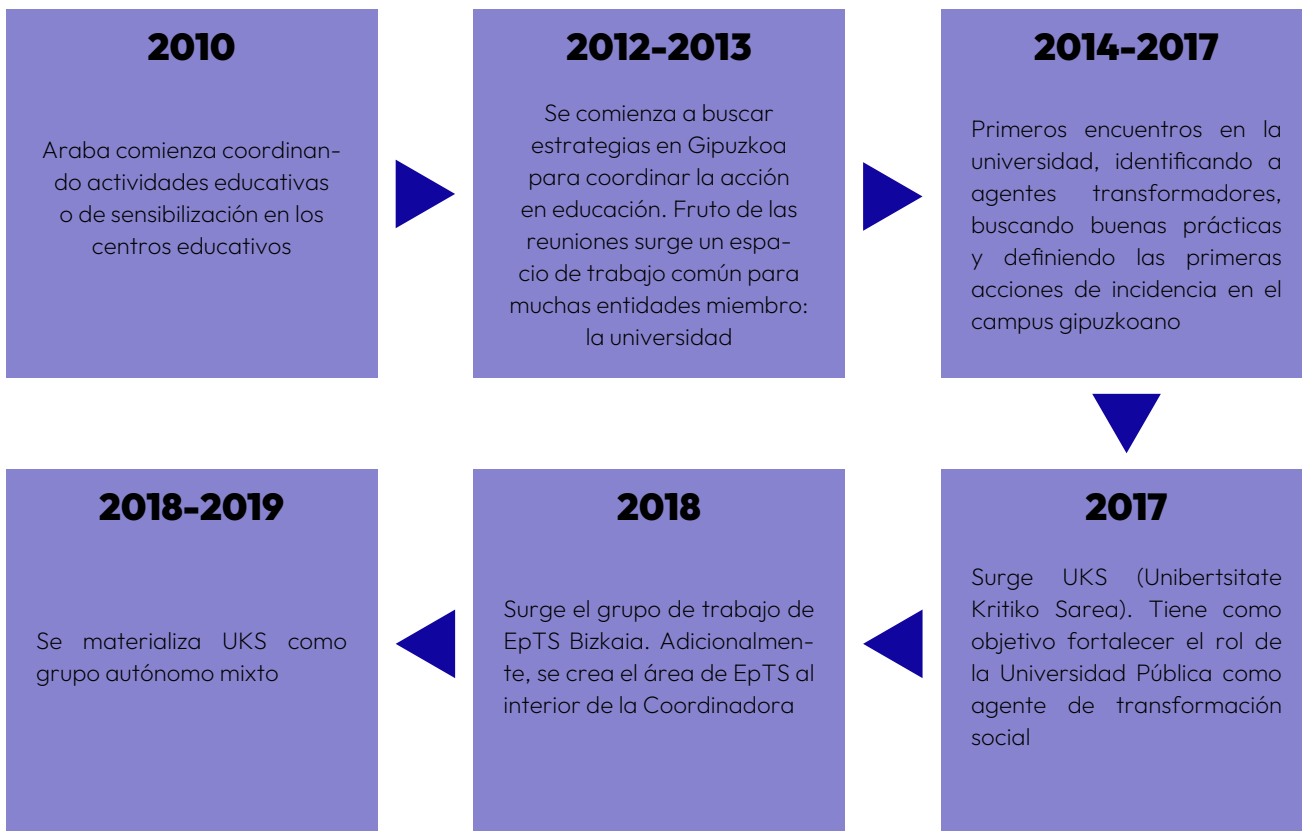 2010
Araba comienza coordinan-
do actividades educativas
o de sensibilización en los
centros educativos
2012-2013
Se comienza a buscar
estrategias en Gipuzkoa
para coordinar la acción
en educación. Fruto de las
reuniones surge un espa-
cio de trabajo común para
muchas entidades miembro:
la universidad
2014-2017
Primeros encuentros en la
universidad, identificando a
agentes transformadores,
buscando buenas prácticas
y definiendo las primeras
acciones de incidencia en el
campus gipuzkoano
2017
Surge UKS (Unibertsitate
Kritiko Sarea). Tiene como
objetivo fortalecer el rol de
la Universidad Pública como
agente de transformación
social
2018
Surge el grupo de trabajo de
EpTS Bizkaia. Adicionalmen-
te, se crea el área de EpTS al
interior de la Coordinadora
2018-2019
Se materializa UKS como
grupo autónomo mixto